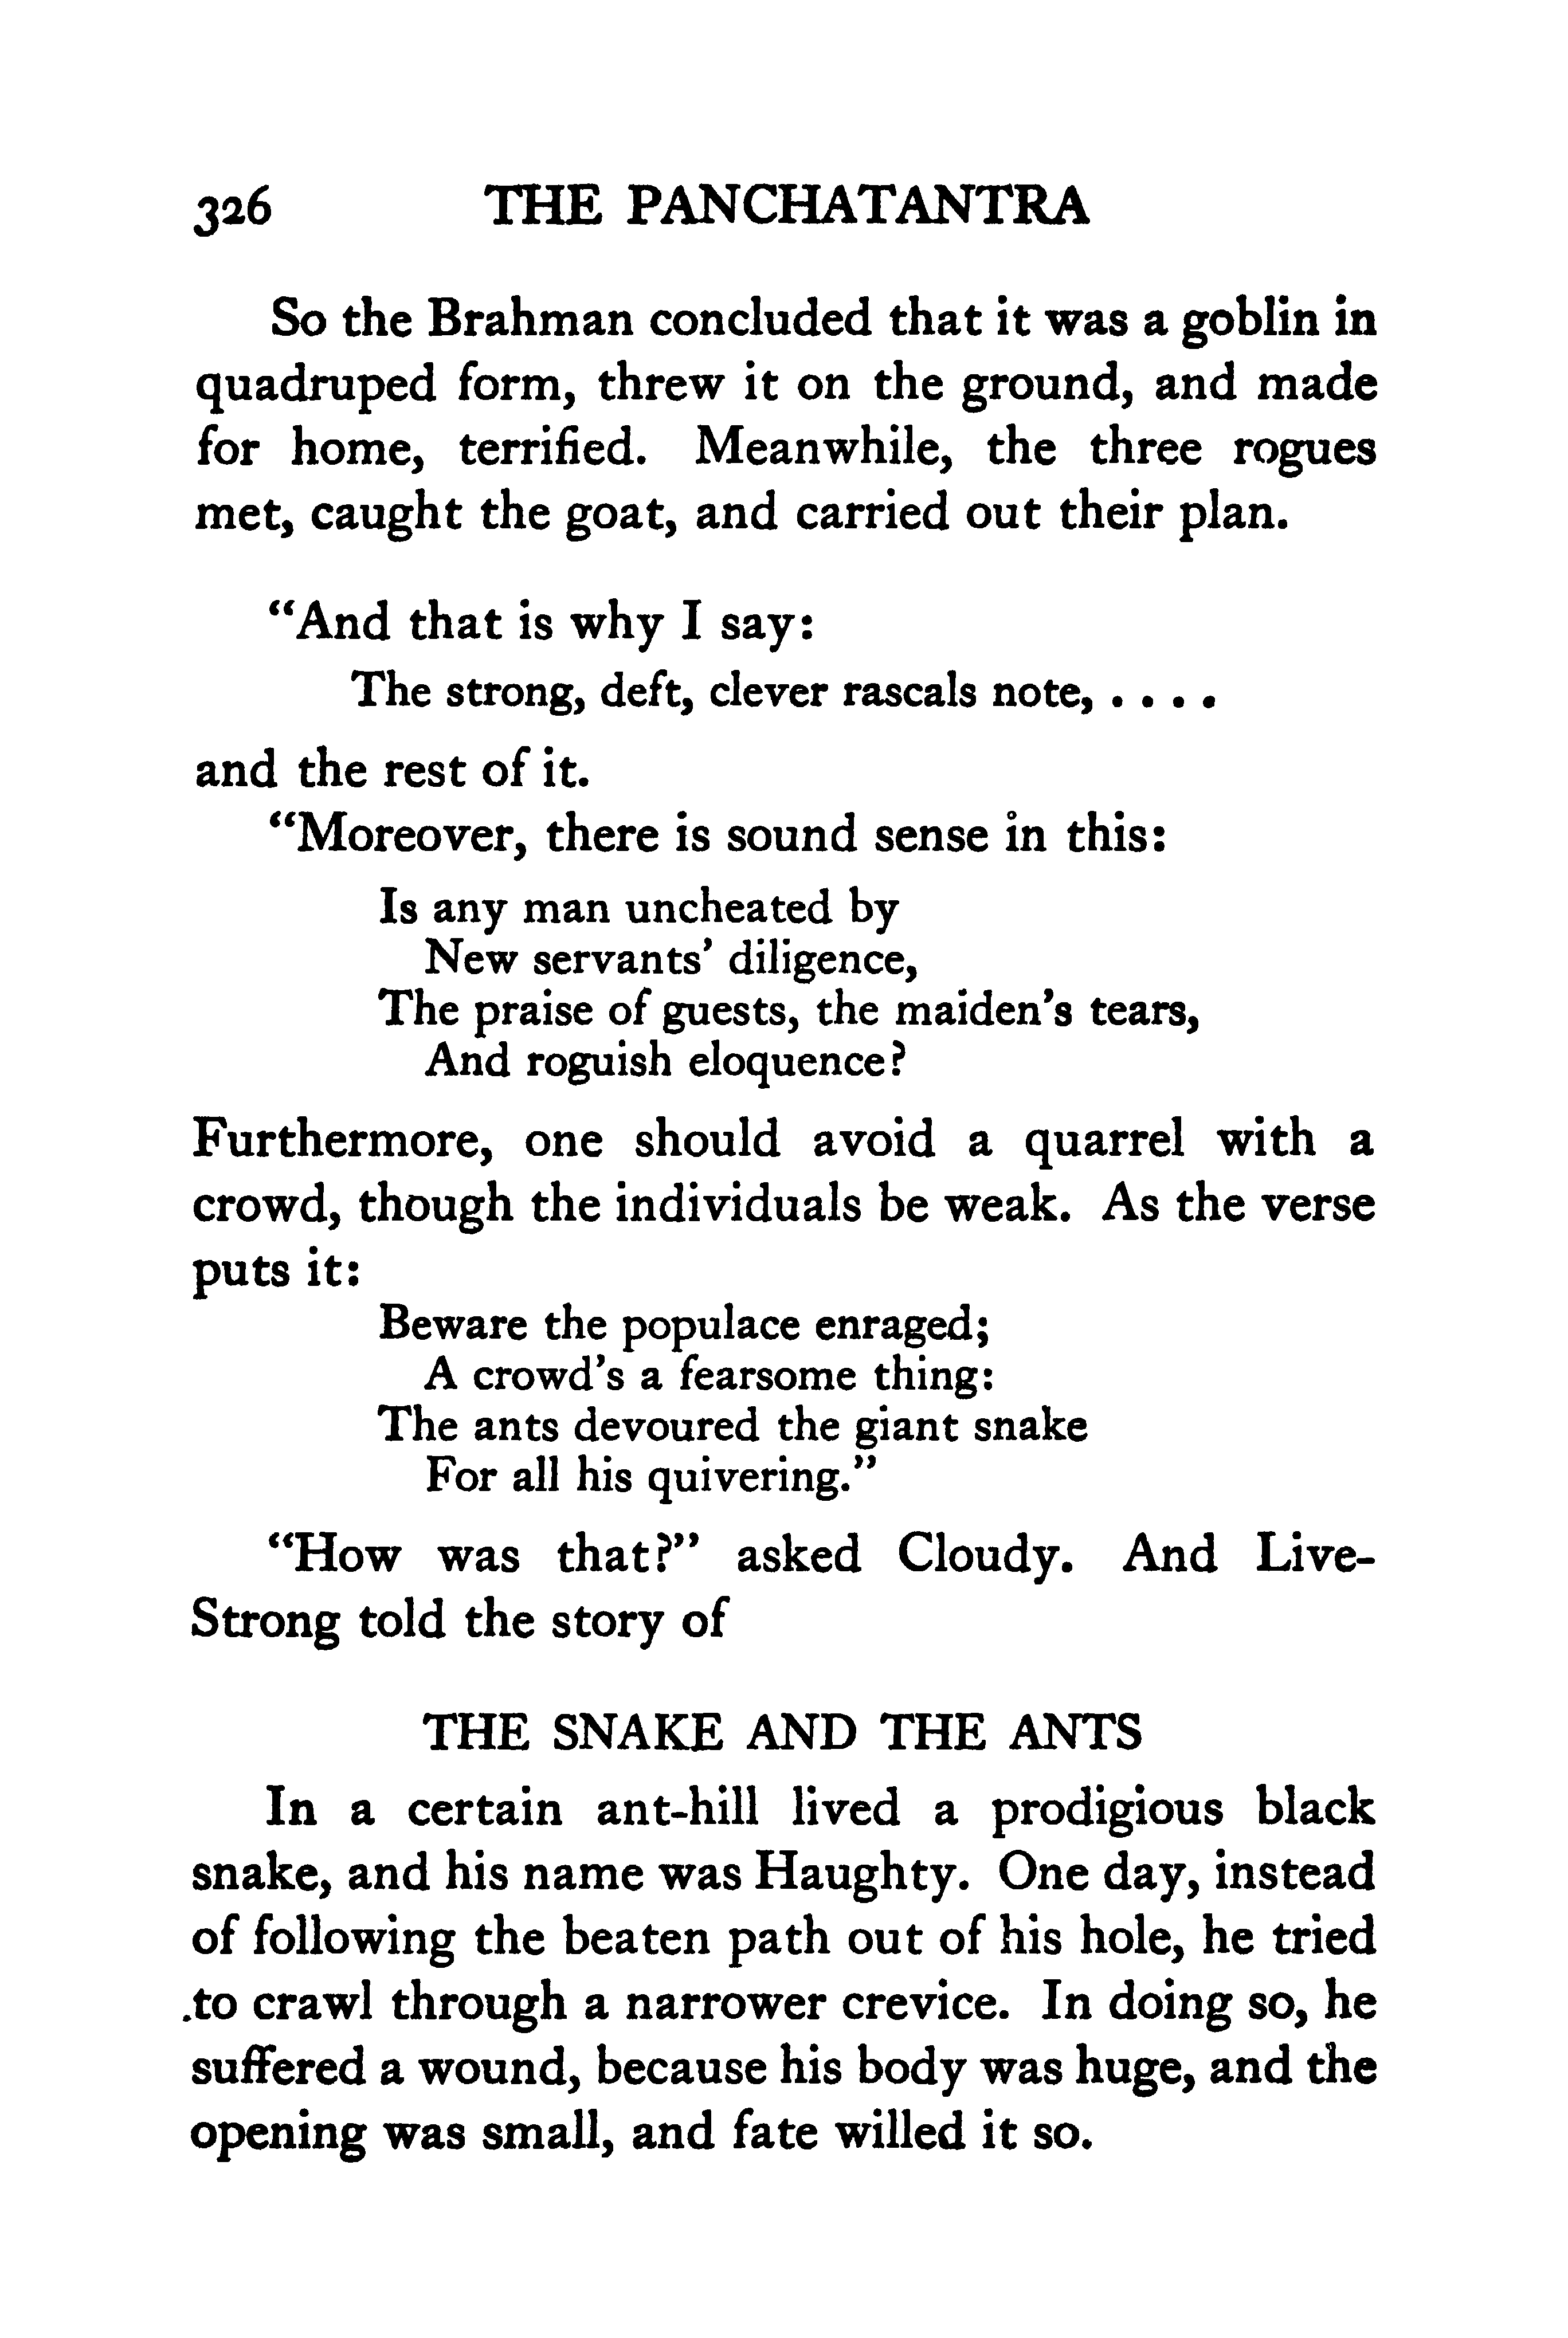 326 THE PANCHATANTRA
So the Brahman concluded that it was a goblin in
quadruped form, threw it on the ground, and made
for home, terrified. Meanwhile, the three rogues
met, caught the goat, and carried out their plan.
“And that is why I say:
The strong, deft, clever rascals note, . . . .
and the rest of it.
“Moreover, there is sound sense in this:
Is any man uncheated by
New servants’ diligence,
The praise of guests, the maiden’s tears,
And roguish eloquence?
Furthermore, one should avoid a quarrel with a
crowd, though the individuals be weak. As the verse
puts it:
Beware the populace enraged;
A crowd’s a fearsome thing:
The ants devoured the giant snake
For all his quivering.”
“How was that?” asked Cloudy. And Live-
Strong told the story of
THE SNAKE AND THE ANTS
In a certain ant-hill lived a prodigious black
snake, and his name was Haughty. One day, instead
of following the beaten path out of his hole, he tried
.to crawl through a narrower crevice. In doing so, he
suffered a wound, because his body was huge, and the
opening was small, and fate willed it so.